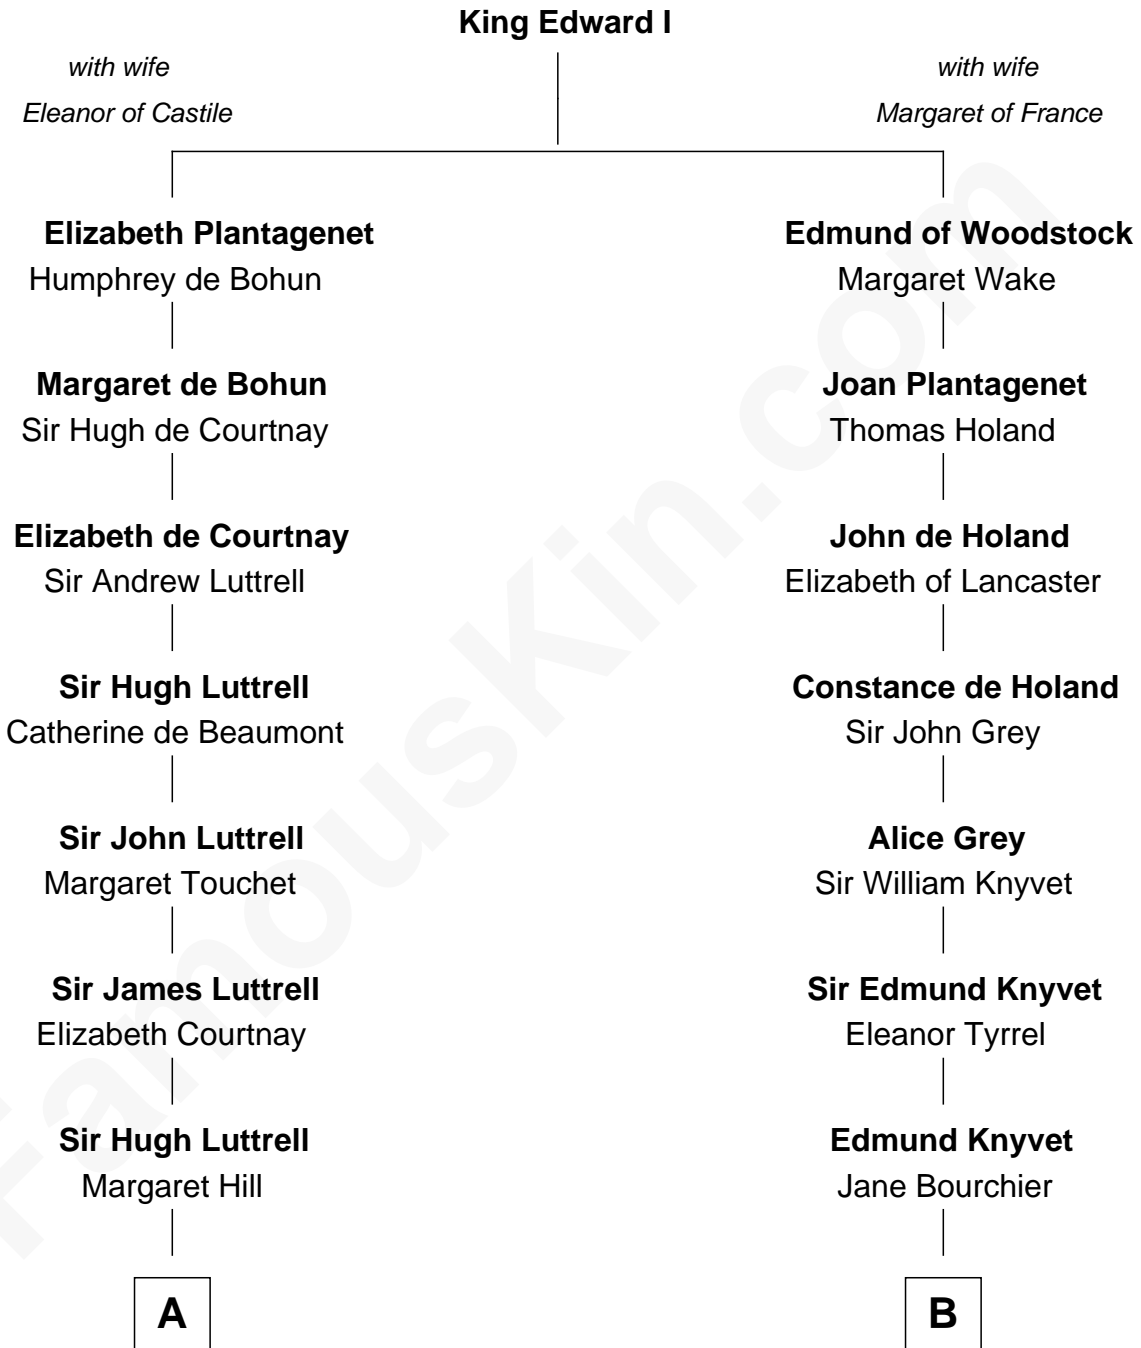 King Edward I
with wife
Eleanor of Castile
with wife
Margaret of France
Elizabeth Plantagenet
Humphrey de Bohun
Edmund of Woodstock
Margaret Wake
Margaret de Bohun
Sir Hugh de Courtnay
Joan Plantagenet
Thomas Holand
Elizabeth de Courtnay
Sir Andrew Luttrell
John de Holand
Elizabeth of Lancaster
Sir Hugh Luttrell
Catherine de Beaumont
Constance de Holand
Sir John Grey
Sir John Luttrell
Margaret Touchet
Alice Grey
Sir William Knyvet
Sir James Luttrell
Elizabeth Courtnay
Sir Edmund Knyvet
Eleanor Tyrrel
Sir Hugh Luttrell
Margaret Hill
Edmund Knyvet
Jane Bourchier
A
B
FamousKin.com